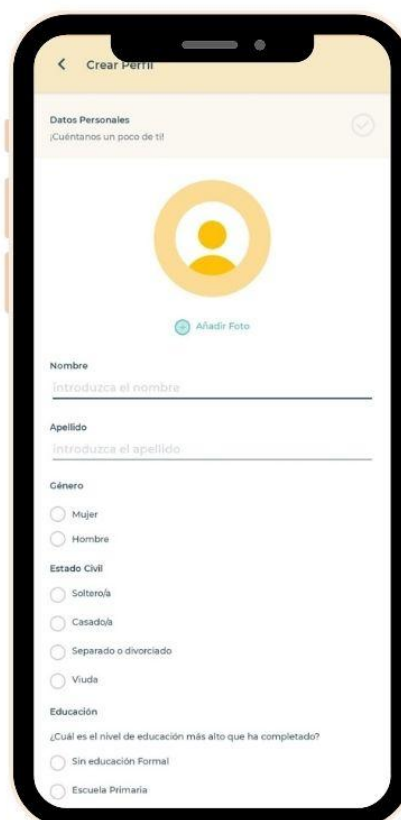 Crear Perfil
Datos Personales
¡Cuéntanos un poco de ti!
Añadir Foto
Nombre
introduzca el nombre
Apellido
introduzca el apellido
Género
Mujer
Hombre
Estado Civil
Soltero/a
Casado/a
Separado o divorciado
Viuda
Educación
¿Cuál es el nivel de educación más alto que ha completado?
Sin educación Formal
Escuela Primaria